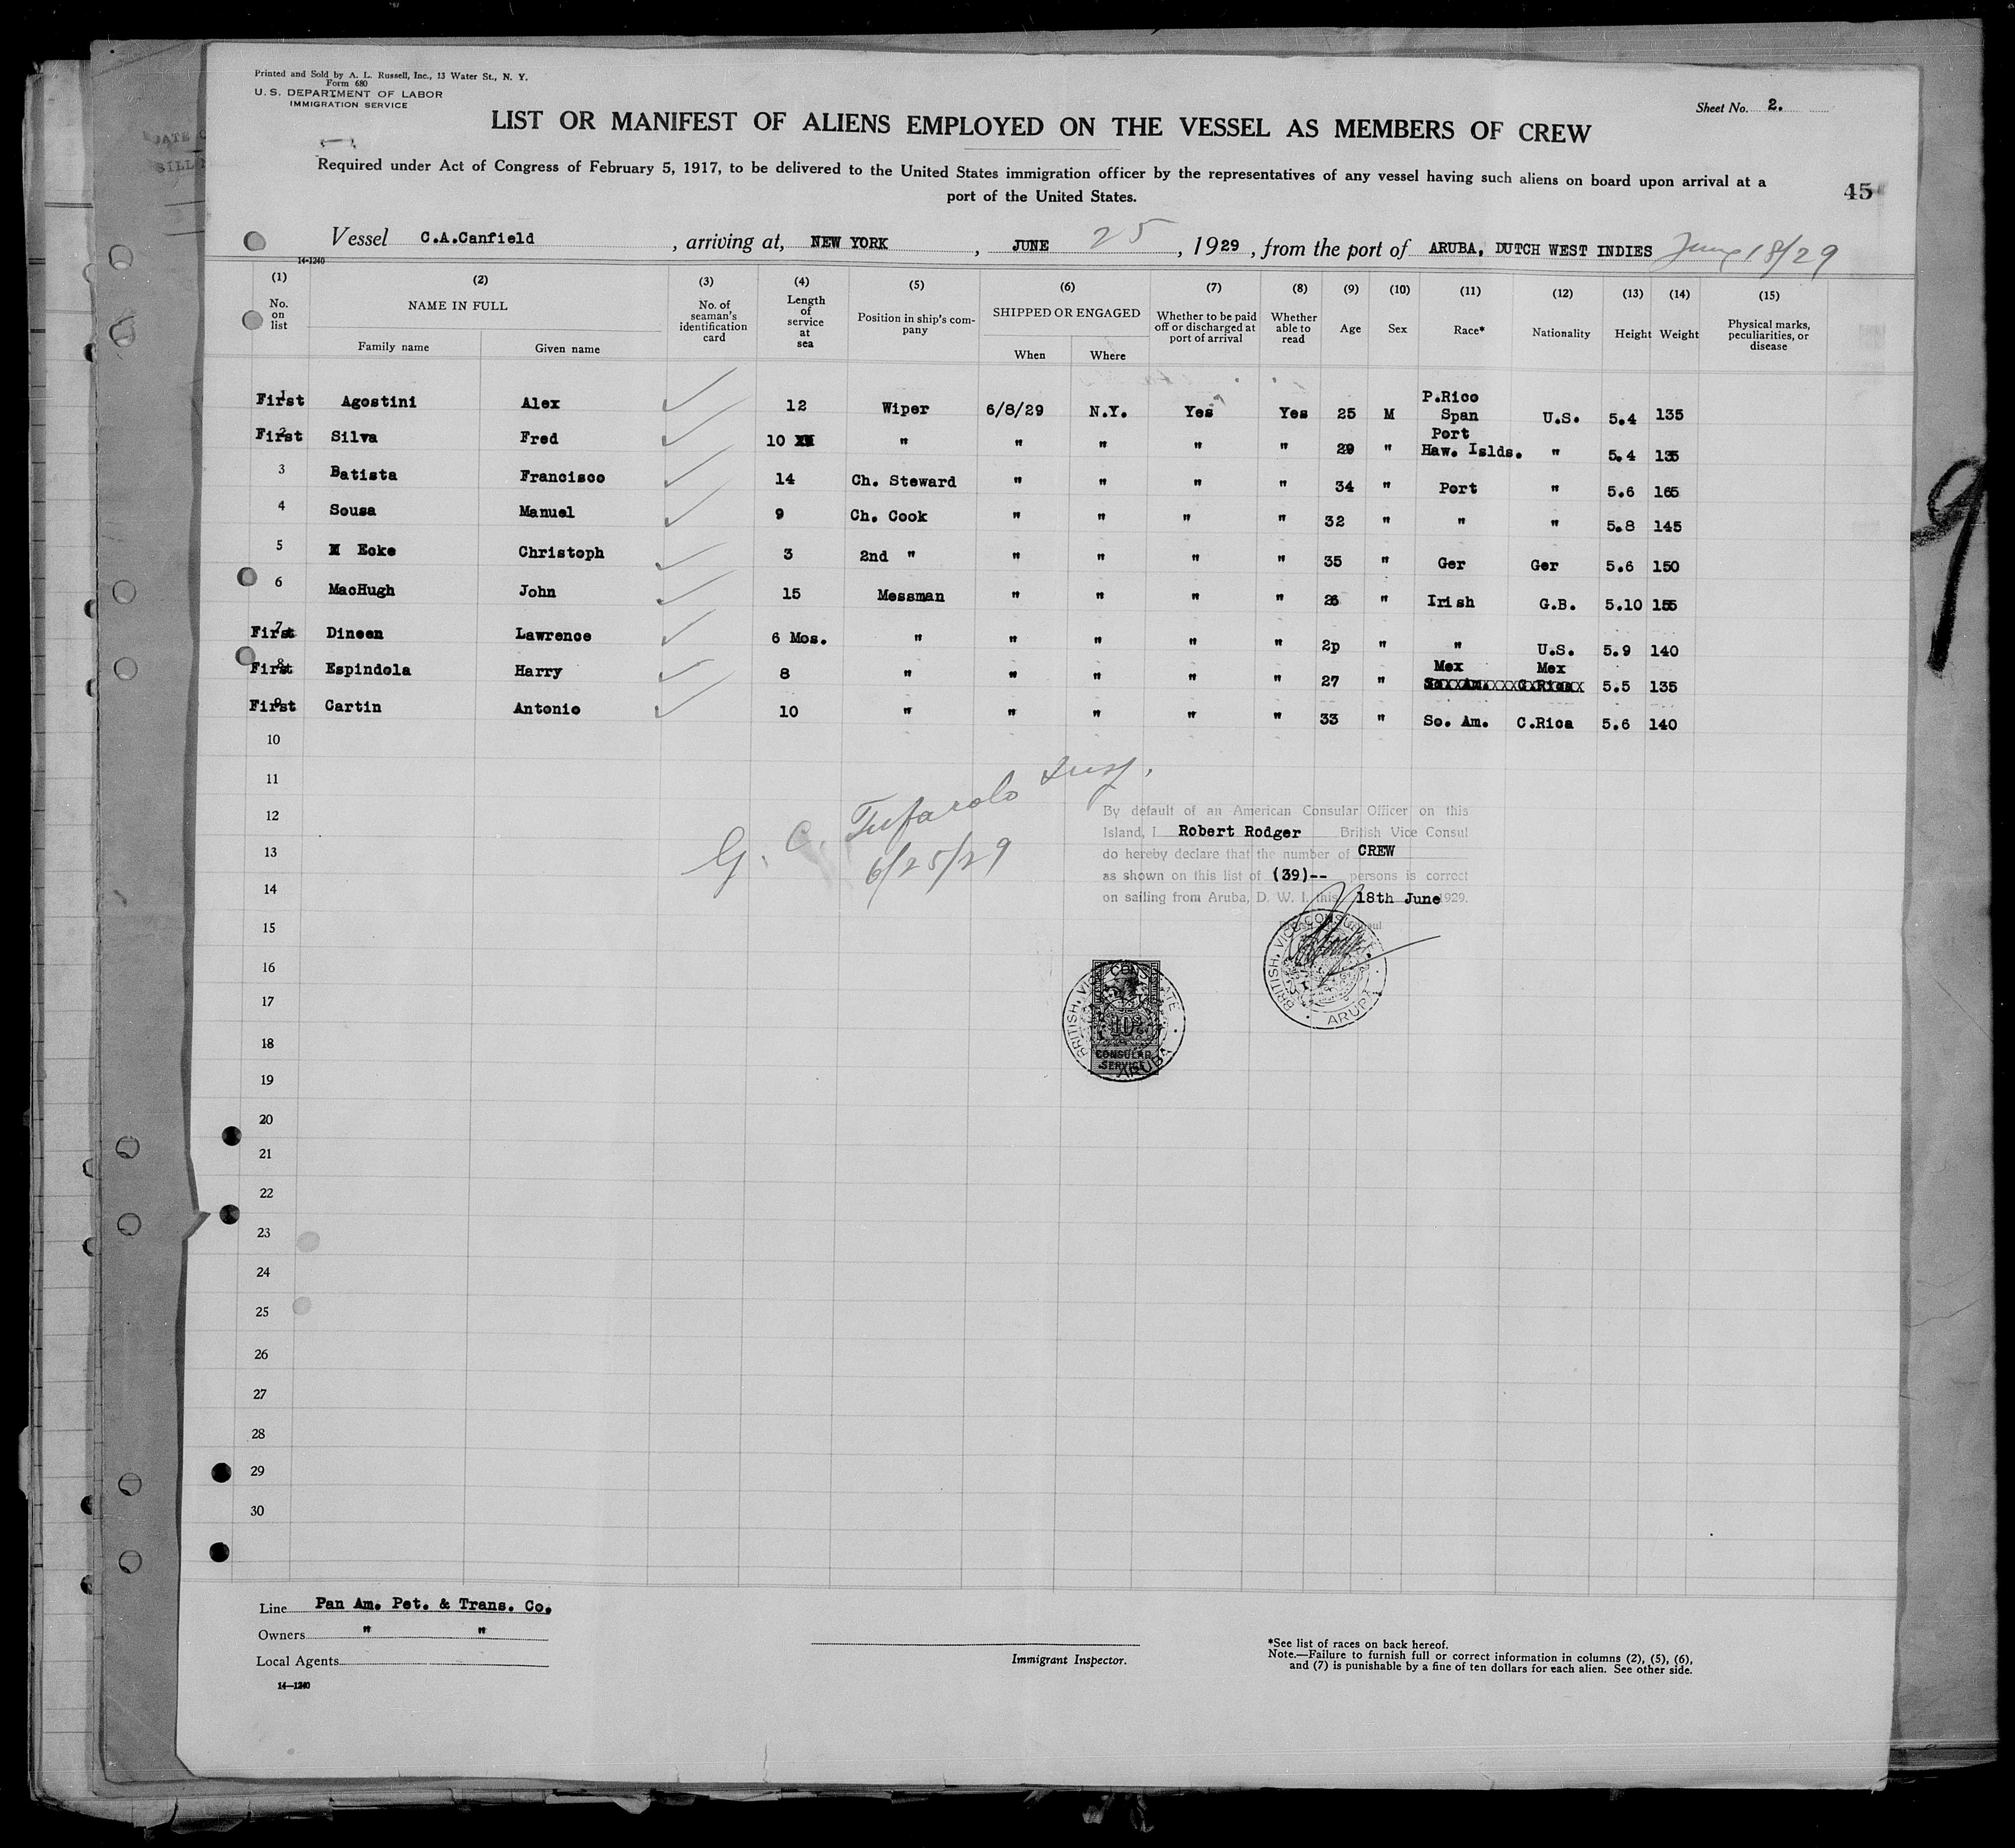 Printed and Sold by A. L. Russell, Inc., 13 Water St., N. Y.
Form 680
U. S. DEPARTMENT OF LABOR
IMMIGRATION SERVICE
Sheet No. 2.
LIST OR MANIFEST OF ALIENS EMPLOYED ON THE VESSEL AS MEMBERS OF CREW
Required under Act of Congress of February 5, 1917, to be delivered to the United States immigration officer by the representatives of any vessel having such aliens on board upon arrival at a
port of the United States.
45
Vessel C.A.Canfield, arriving at, NEW YORK, JUNE 25, 1929, from the port of ARUBA, DUTCH WEST INDIES June 18/29
14-1240
(1) (2) (3) (4) (5) (6) (7) (8) (9) (10) (11) (12) (13) (14) (15)
No. on list NAME IN FULL Family name Given name No. of seaman's identification card Length of service at sea Position in ship's company SHIPPED OR ENGAGED When Where Whether to be paid off or discharged at port of arrival Whether able to read Age Sex Race* Nationality Height Weight Physical marks, peculiarities, or disease
1 First Agostini Alex 12 Wiper 6/8/29 N.Y. Yes Yes 25 M P.Rico Span U.S. 5.4 135
2 First Silva Fred 10 " " " " " 29 " Port Haw. Islds. " 5.4 135
3 Batista Francisco 14 Ch. Steward " " " " 34 " Port " 5.6 165
4 Sousa Manuel 9 Ch. Cook " " " " 32 " " " 5.8 145
5 Ecke Christoph 3 2nd " " " " " 35 " Ger Ger 5.6 150
6 MacHugh John 15 Messman " " " " 26 " Irish G.B. 5.10 155
7 First Dineen Lawrence 6 Mos. " " " " " 2p " " U.S. 5.9 140
8 First Espindola Harry 8 " " " " " 27 " Mex Mex So. Am. C.Rica 5.5 135
9 First Cartin Antonio 10 " " " " " 33 " So. Am. C.Rica 5.6 140
10
11
12
13
14
15
16
17
18
19
20
21
22
23
24
25
26
27
28
29
30
Insp.
6/25/29
By default of an American Consular Officer on this
Island, I Robert Rodger British Vice Consul
do hereby declare that the number of CREW
as shown on this list of (39)-- persons is correct
on sailing from Aruba, D. W. I. this 18th June 1929.
BRITISH VICE CONSULATE ARUBA
BRITISH VICE CONSULATE ARUBA
CONSULAR SERVICE
9
Line Pan Am. Pet. & Trans. Co.
Owners " "
Local Agents
14—1240
Immigrant Inspector.
*See list of races on back hereof.
Note.—Failure to furnish full or correct information in columns (2), (5), (6),
and (7) is punishable by a fine of ten dollars for each alien. See other side.